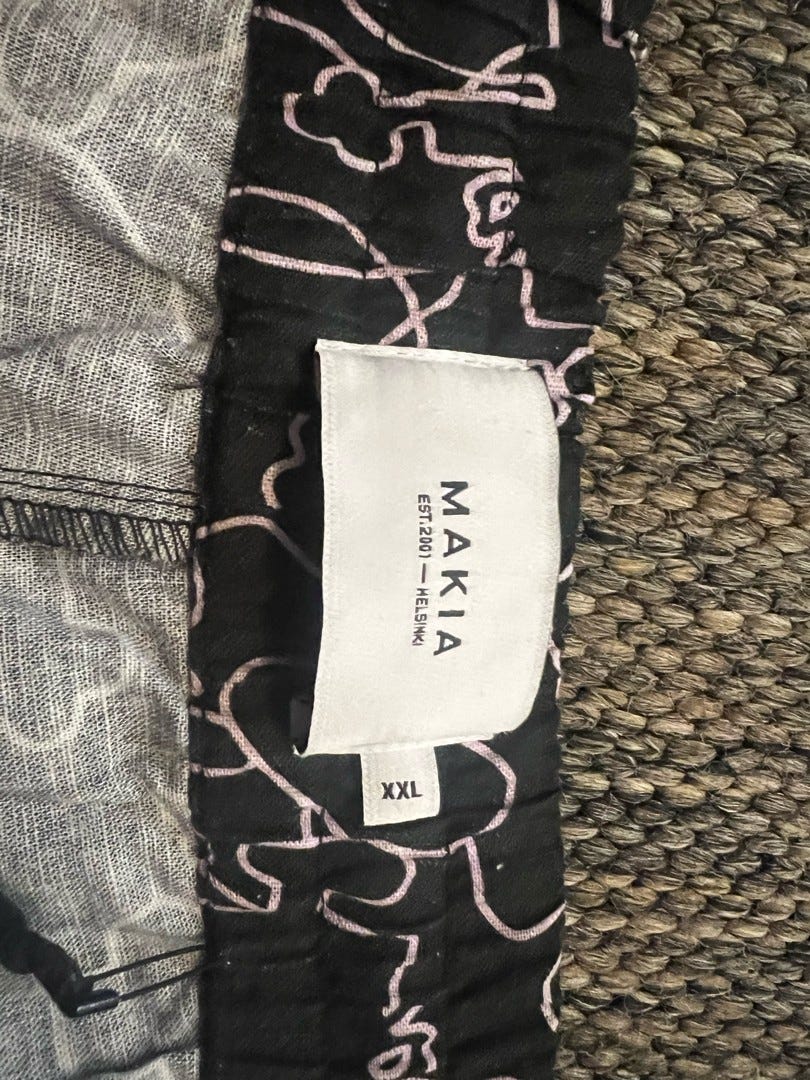 MAKIA
EST.2001 — HELSINKI
XXL